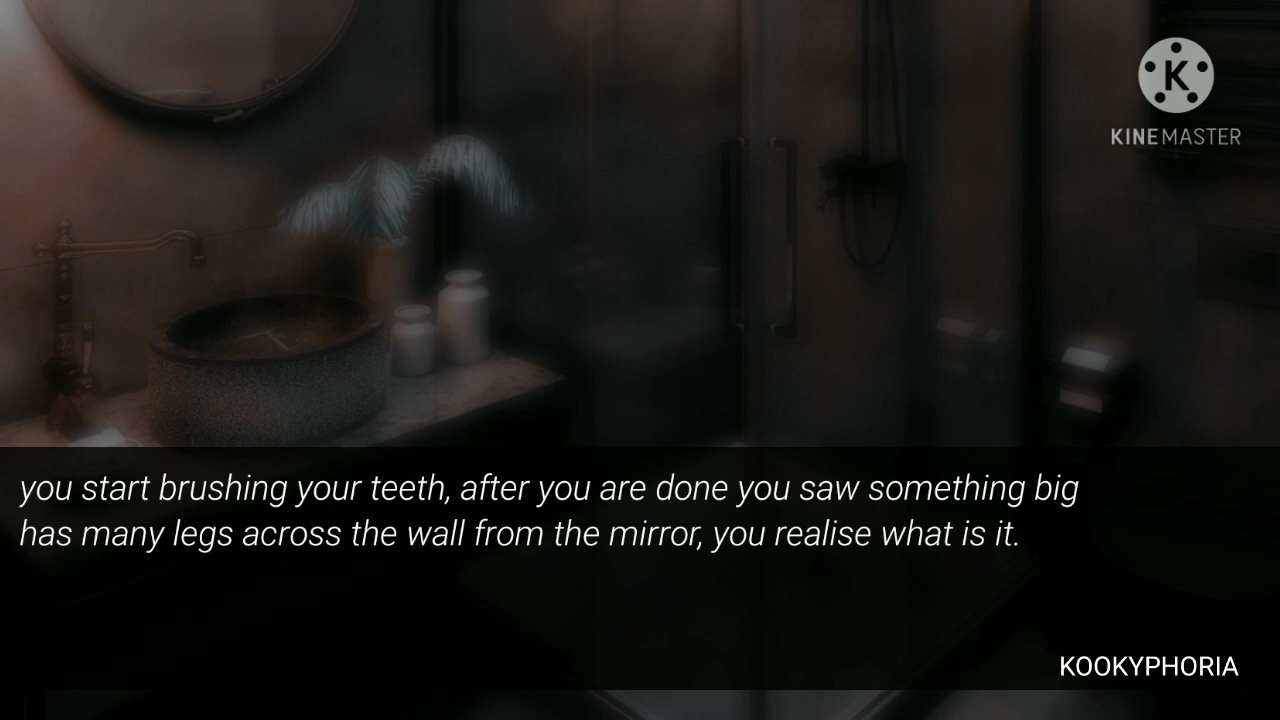 KINEMASTER
you start brushing your teeth, after you are done you saw something big
has many legs across the wall from the mirror, you realise what is it.
KOOKYPHORIA